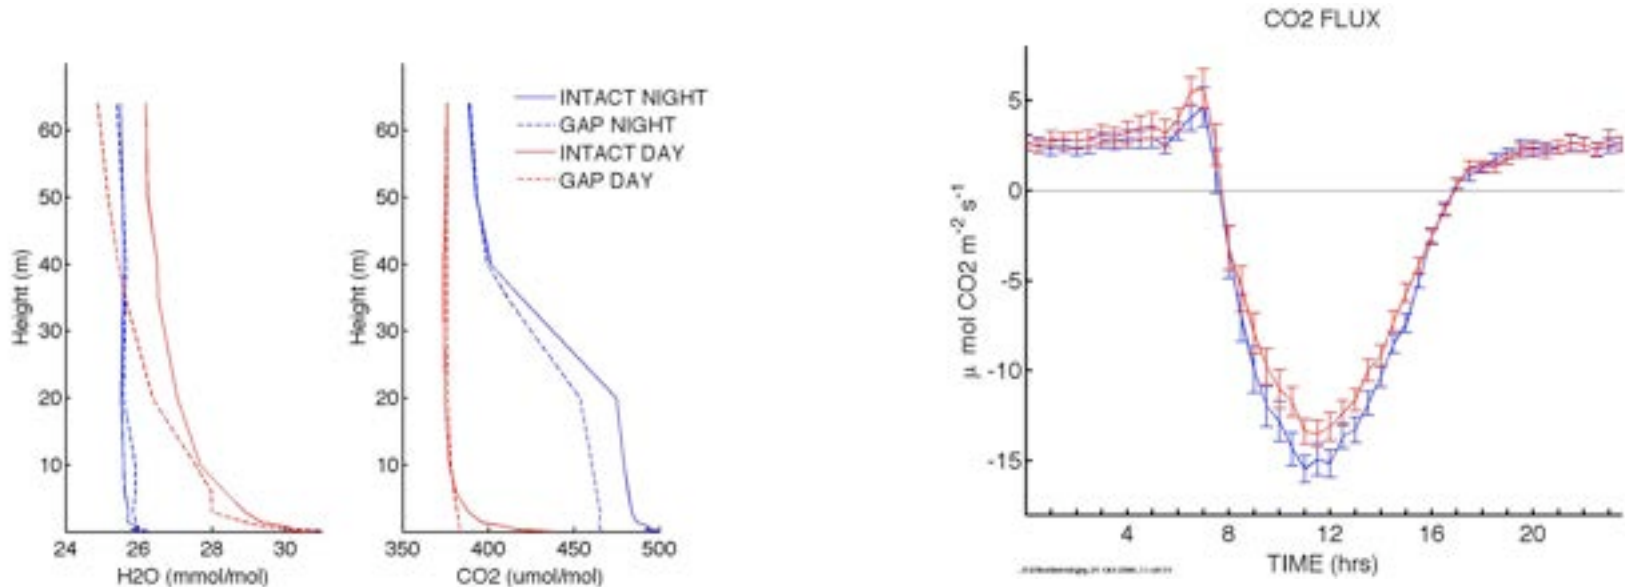 CO2 FLUX
INTACT NIGHT
GAP NIGHT
INTACT DAY
GAP DAY
Height (m)
60
50
40
30
20
10
24 26 28 30
H2O (mmol/mol)
Height (m)
60
50
40
30
20
10
350 400 450 500
CO2 (umol/mol)
μ mol CO2 m-2 s-1
5
0
-5
-10
-15
4 8 12 16 20
TIME (hrs)